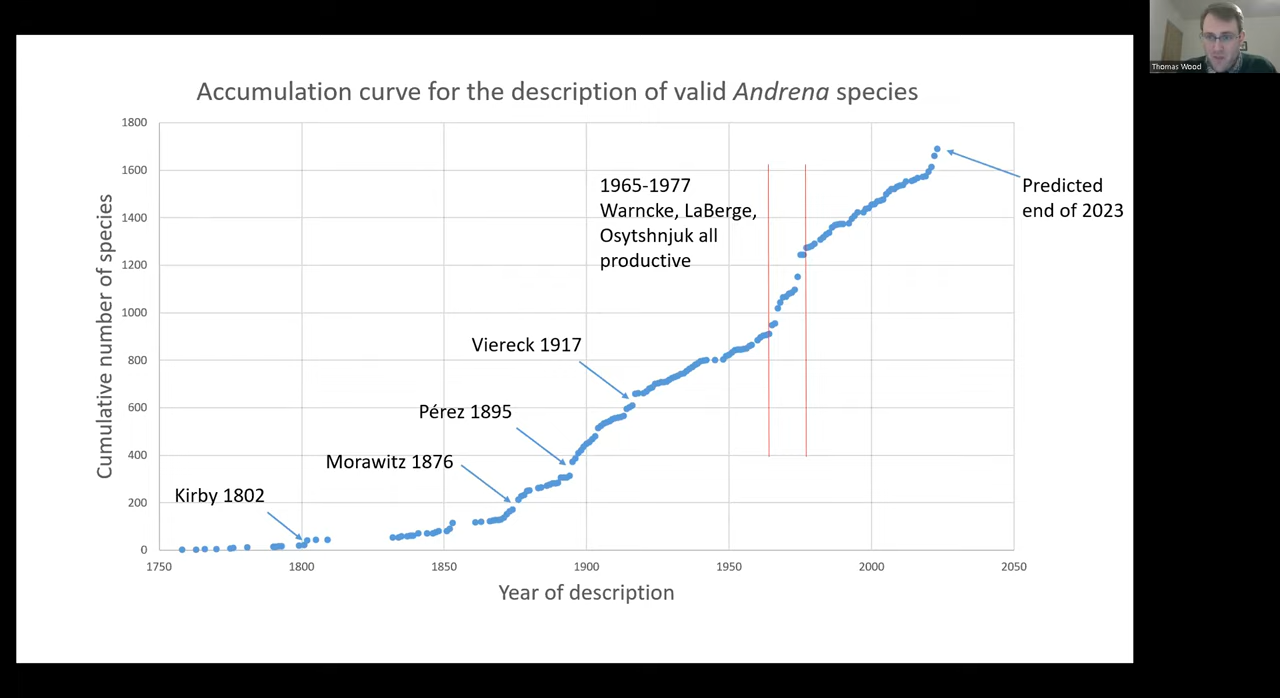 Accumulation curve for the description of valid Andrena species
Thomas Wood
1800
1600
1400
1200
1000
800
600
400
200
0
Cumulative number of species
1965-1977
Warncke, LaBerge,
Osytshnjuk all
productive
Predicted
end of 2023
Viereck 1917
Pérez 1895
Morawitz 1876
Kirby 1802
1750
1800
1850
1900
1950
2000
2050
Year of description